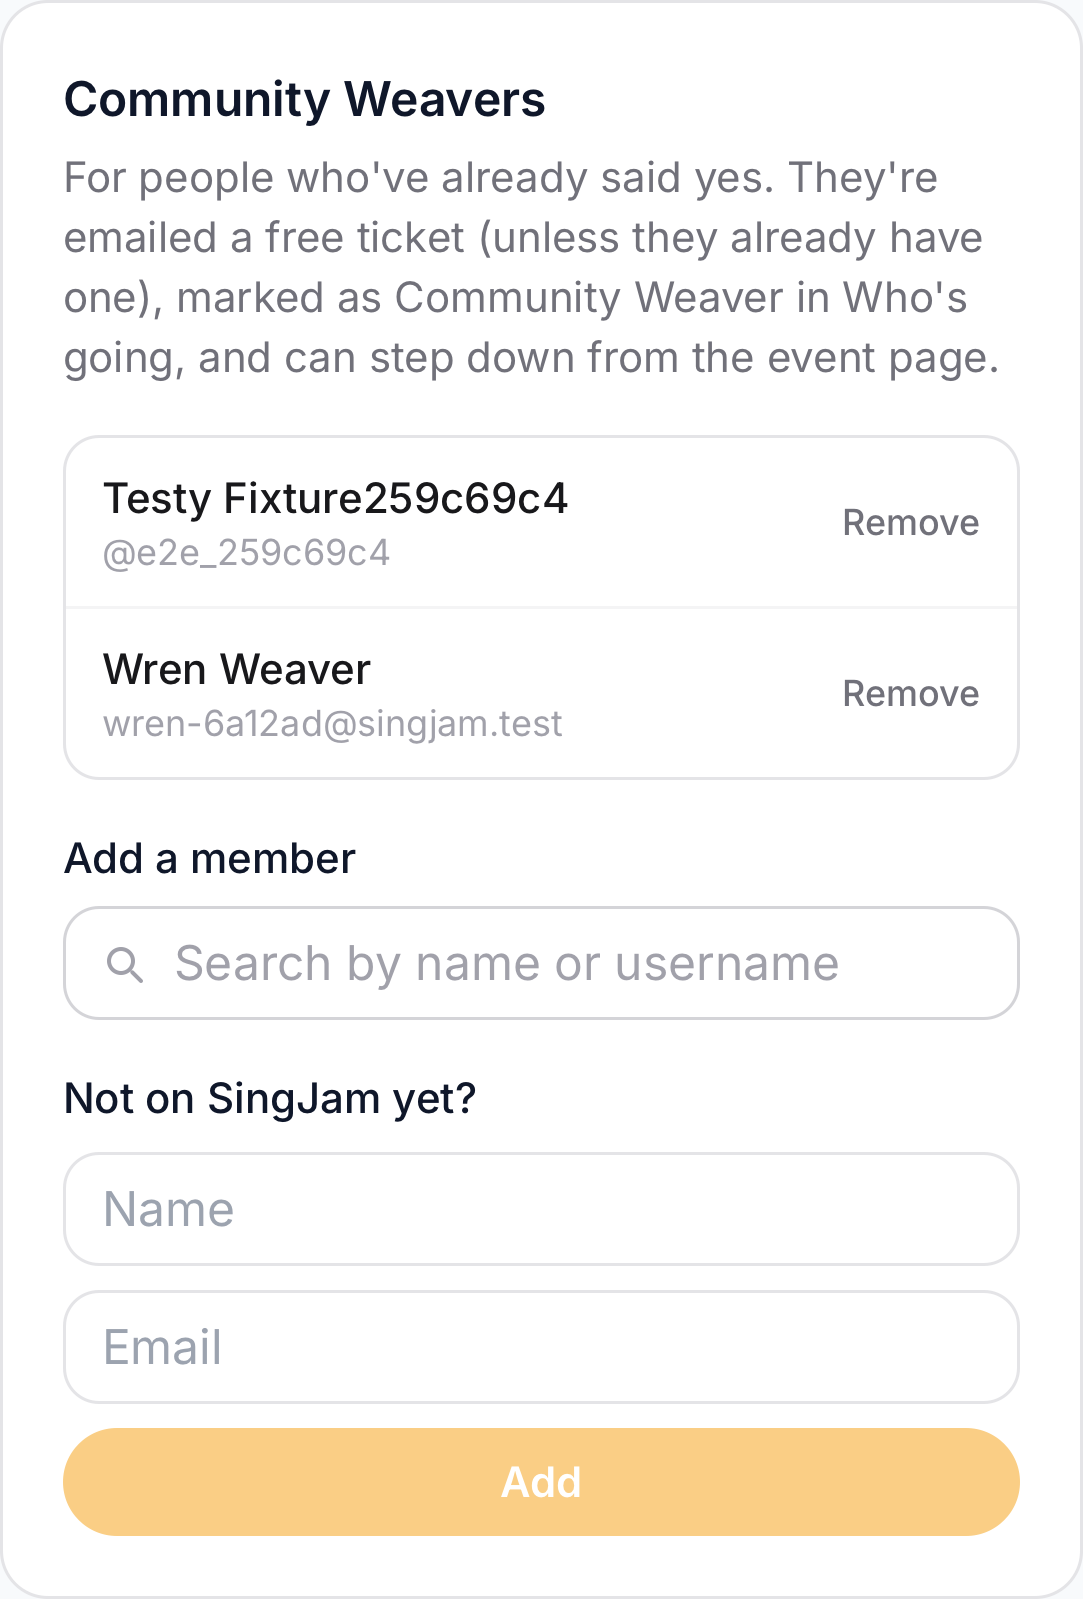 Community Weavers
For people who've already said yes. They're
emailed a free ticket (unless they already have
one), marked as Community Weaver in Who's
going, and can step down from the event page.
Testy Fixture259c69c4
@e2e_259c69c4
Remove
Wren Weaver
wren-6a12ad@singjam.test
Remove
Add a member
Search by name or username
Not on SingJam yet?
Name
Email
Add